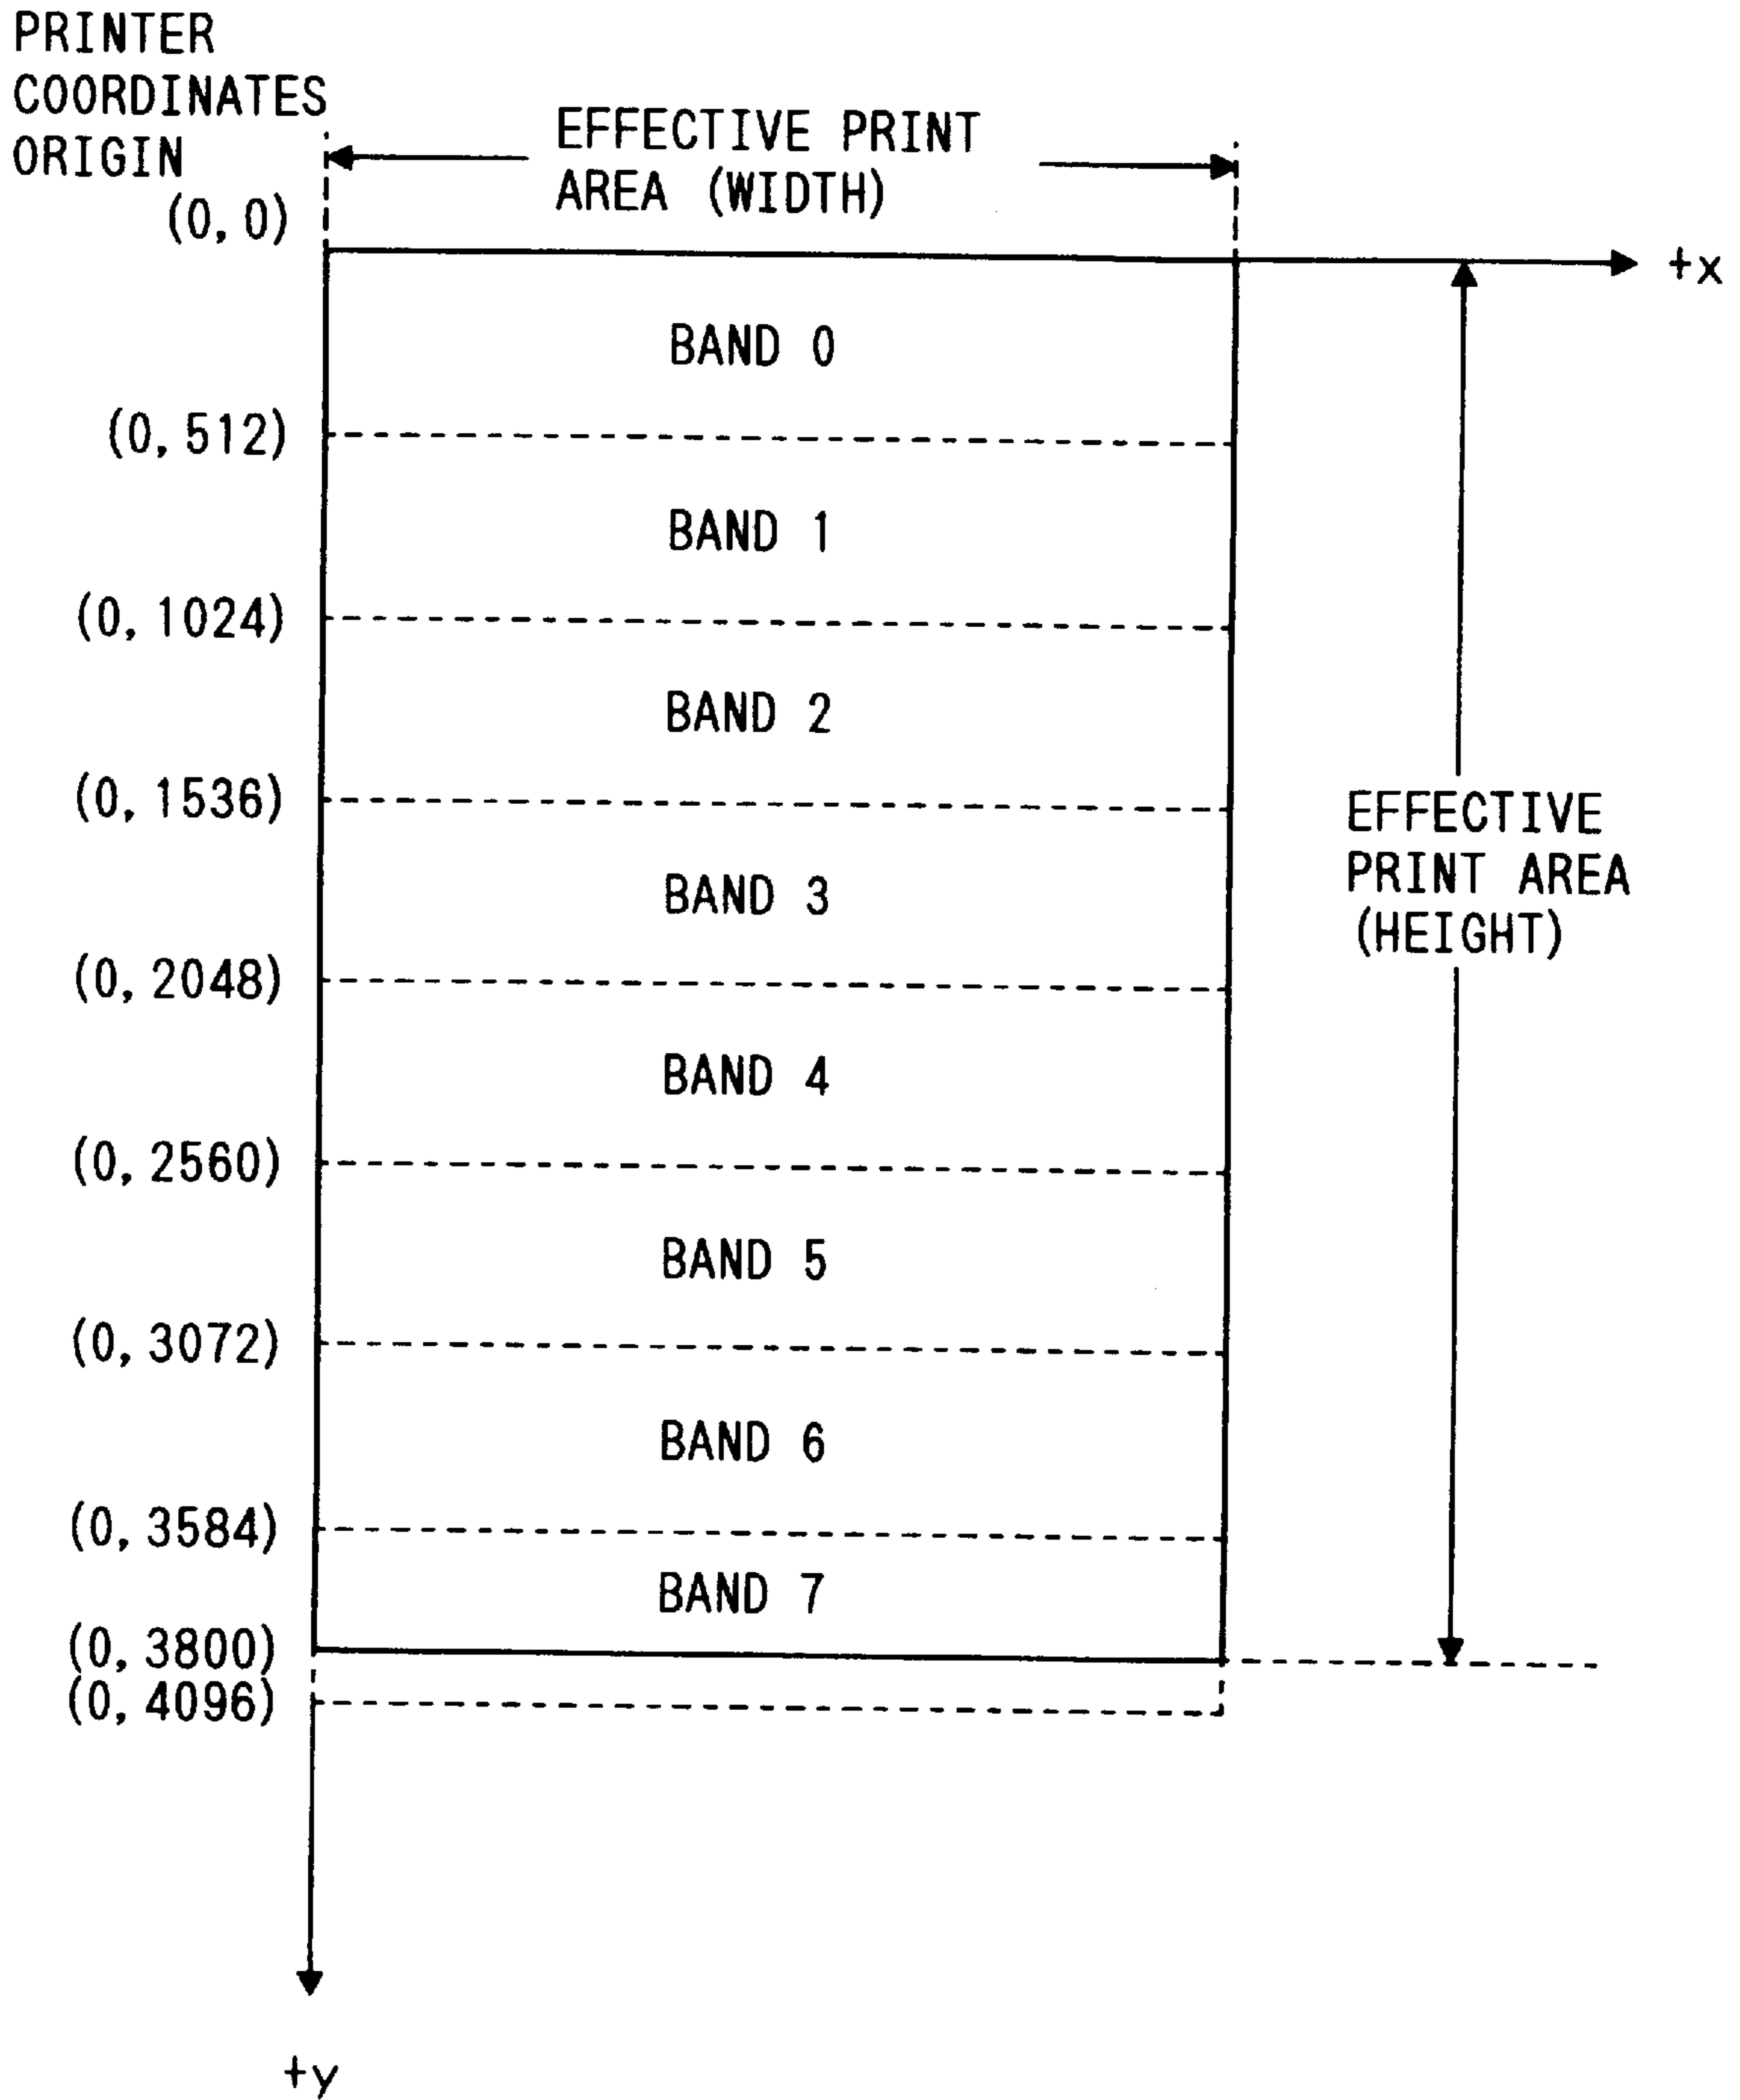 PRINTER
COORDINATES
ORIGIN
(0, 0)
EFFECTIVE PRINT
AREA (WIDTH)
+x
BAND 0
(0, 512)
BAND 1
(0, 1024)
BAND 2
(0, 1536)
EFFECTIVE
PRINT AREA
(HEIGHT)
BAND 3
(0, 2048)
BAND 4
(0, 2560)
BAND 5
(0, 3072)
BAND 6
(0, 3584)
BAND 7
(0, 3800)
(0, 4096)
+y